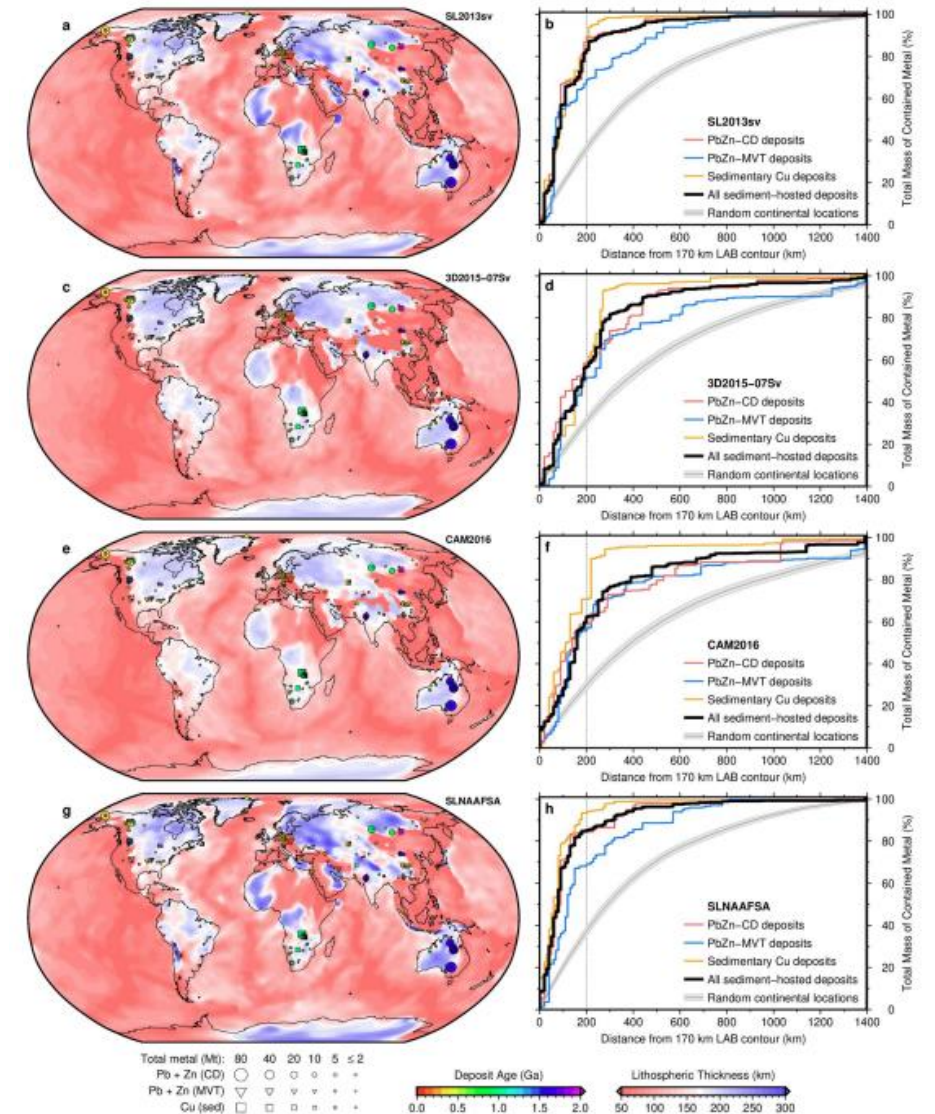 a
SL2013sv
b
100
80
60
40
20
0
Total Mass of Contained Metal (%)
SL2013sv
PbZn-CD deposits
PbZn-MVT deposits
Sedimentary Cu deposits
All sediment-hosted deposits
Random continental locations
0 200 400 600 800 1000 1200 1400
Distance from 170 km LAB contour (km)
c
3D2015-07Sv
d
100
80
60
40
20
0
Total Mass of Contained Metal (%)
3D2015-07Sv
PbZn-CD deposits
PbZn-MVT deposits
Sedimentary Cu deposits
All sediment-hosted deposits
Random continental locations
0 200 400 600 800 1000 1200 1400
Distance from 170 km LAB contour (km)
e
CAM2016
f
100
80
60
40
20
0
Total Mass of Contained Metal (%)
CAM2016
PbZn-CD deposits
PbZn-MVT deposits
Sedimentary Cu deposits
All sediment-hosted deposits
Random continental locations
0 200 400 600 800 1000 1200 1400
Distance from 170 km LAB contour (km)
g
SLNAAFSA
h
100
80
60
40
20
0
Total Mass of Contained Metal (%)
SLNAAFSA
PbZn-CD deposits
PbZn-MVT deposits
Sedimentary Cu deposits
All sediment-hosted deposits
Random continental locations
0 200 400 600 800 1000 1200 1400
Distance from 170 km LAB contour (km)
Total metal (Mt): 80 40 20 10 5 ≤ 2
Pb + Zn (CD)
Pb + Zn (MVT)
Cu (sed)
Deposit Age (Ga)
0.0 0.5 1.0 1.5 2.0
Lithospheric Thickness (km)
50 100 150 200 250 300